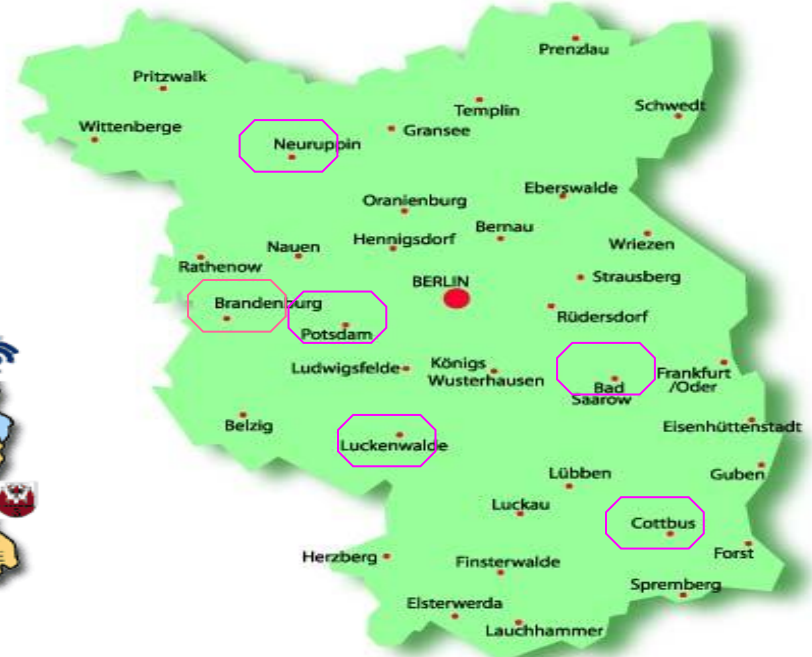 Prenzlau
Pritzwalk
Templin
Schwedt
Wittenberge
Gransee
Neuruppin
Eberswalde
Oranienburg
Bernau
Hennigsdorf
Wriezen
Nauen
Rathenow
Strausberg
BERLIN
Brandenburg
Rüdersdorf
Potsdam
Ludwigsfelde
Königs
Wusterhausen
Frankfurt
/Oder
Bad
Saarow
Belzig
Eisenhüttenstadt
Luckenwalde
Lübben
Guben
Luckau
Cottbus
Forst
Herzberg
Finsterwalde
Spremberg
Elsterwerda
Lauchhammer